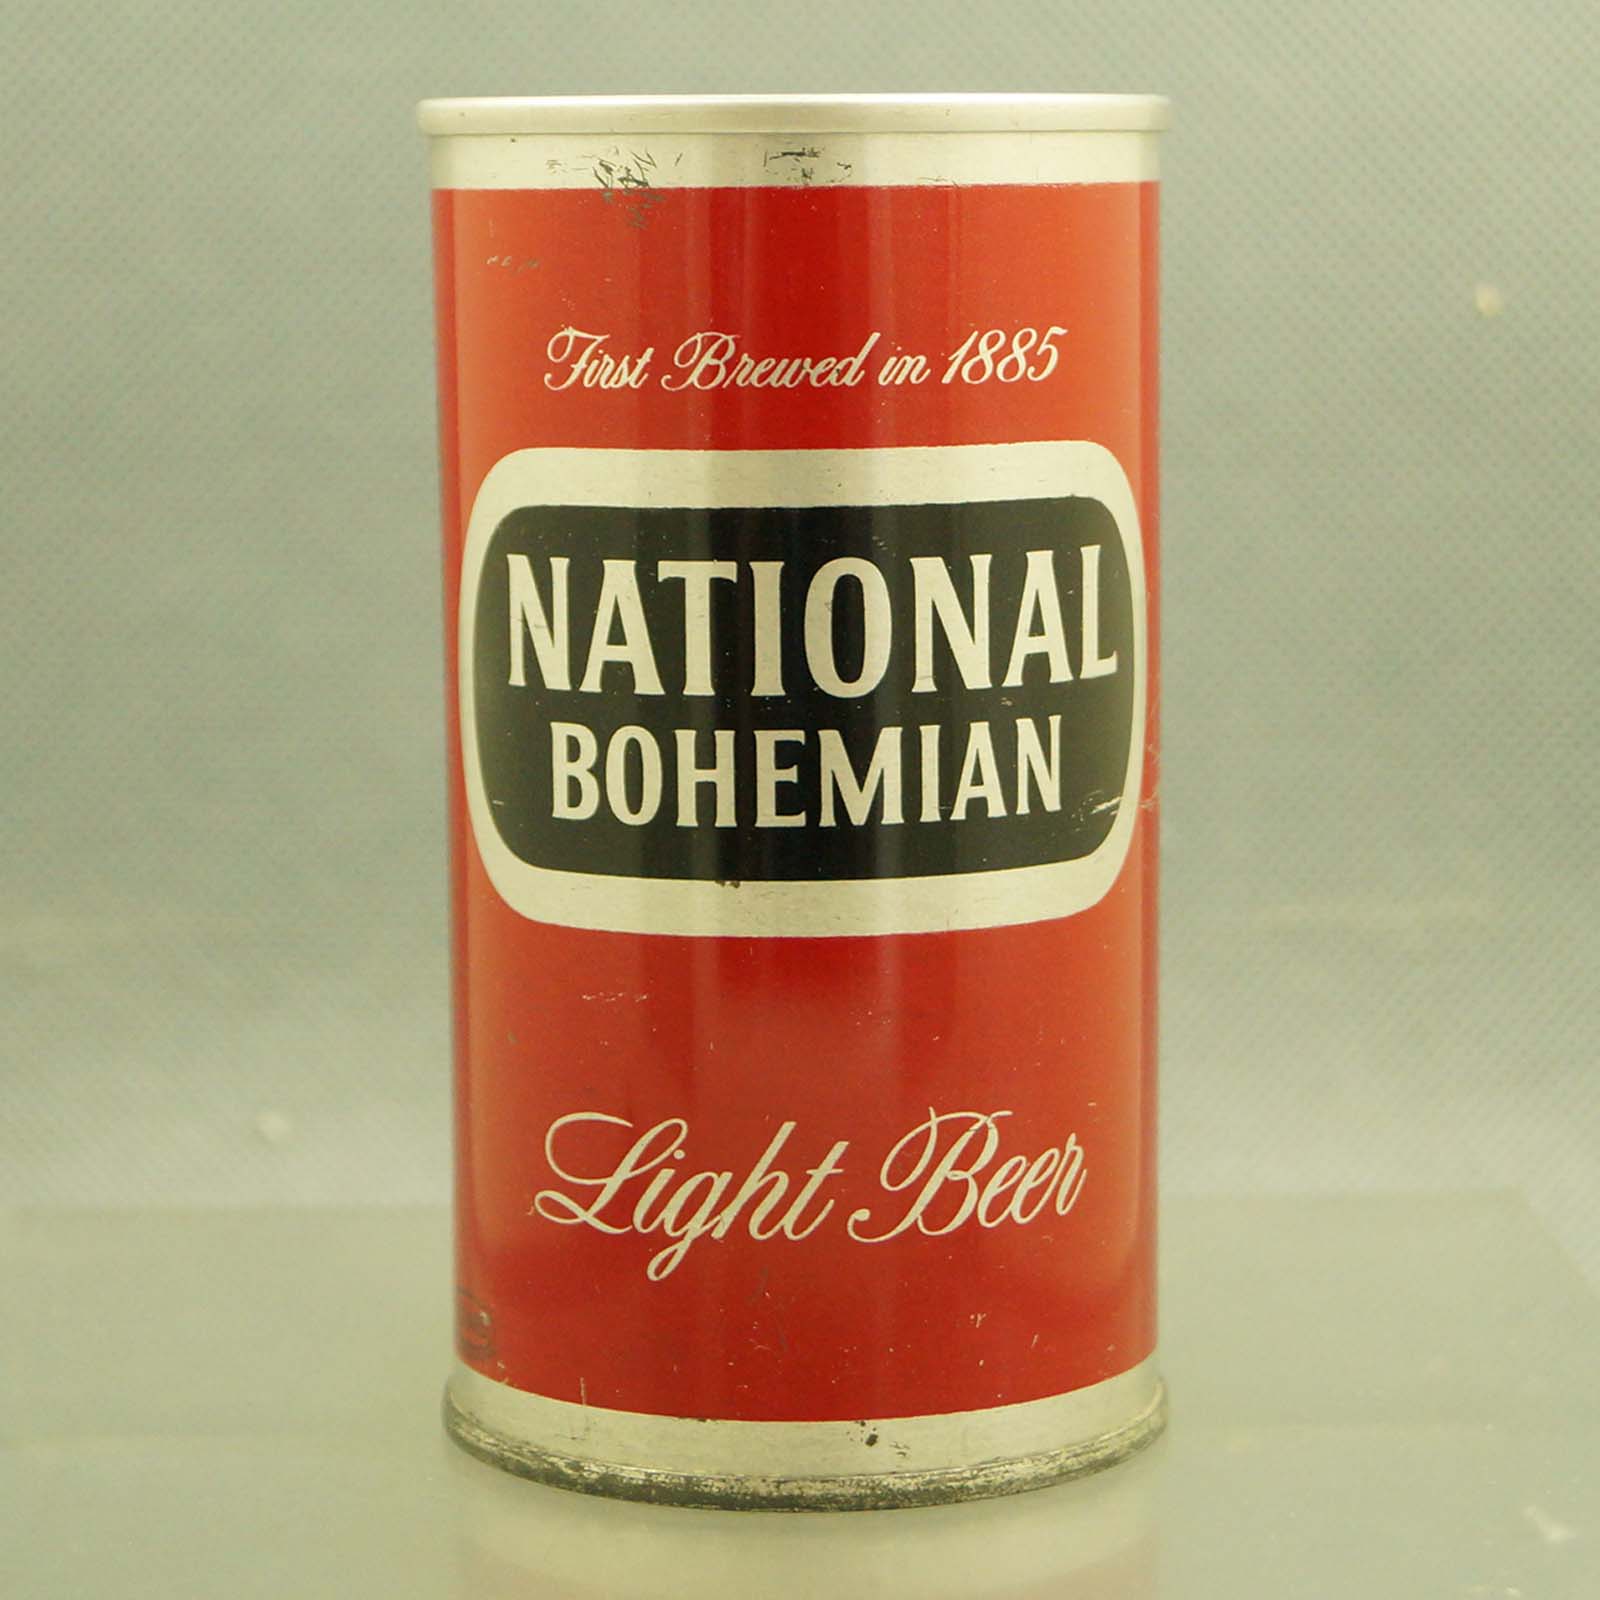 First Brewed in 1885
NATIONAL
BOHEMIAN
Light Beer